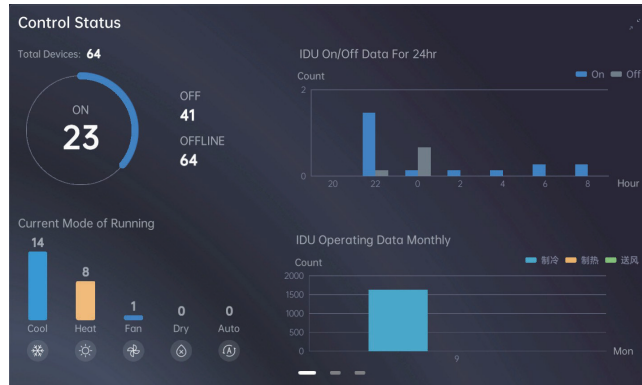 Control Status
Total Devices: 64
ON
23
OFF
41
OFFLINE
64
Current Mode of Running
14
8
1
0
0
Cool
Heat
Fan
Dry
Auto
A
IDU On/Off Data For 24hr
Count
On
Off
2
0
20
22
0
2
4
6
8
Hour
IDU Operating Data Monthly
Count
制冷
制热
送风
2000
1500
1000
500
0
9
Mon